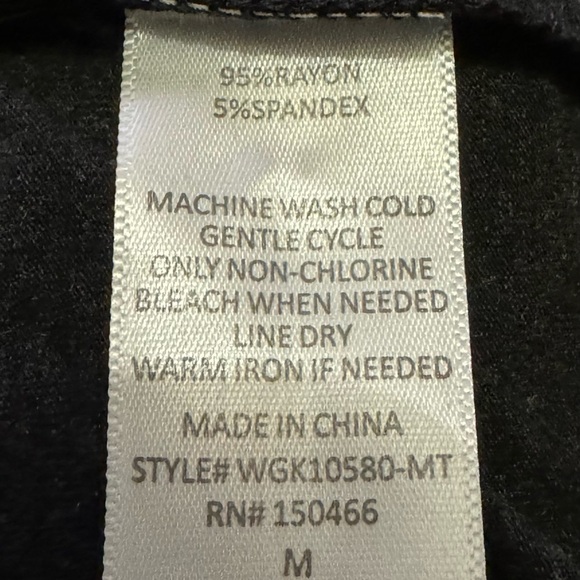 95%RAYON
5%SPANDEX
MACHINE WASH COLD
GENTLE CYCLE
ONLY NON-CHLORINE
BLEACH WHEN NEEDED
LINE DRY
WARM IRON IF NEEDED
MADE IN CHINA
STYLE# WGK10580-MT
RN# 150466
M